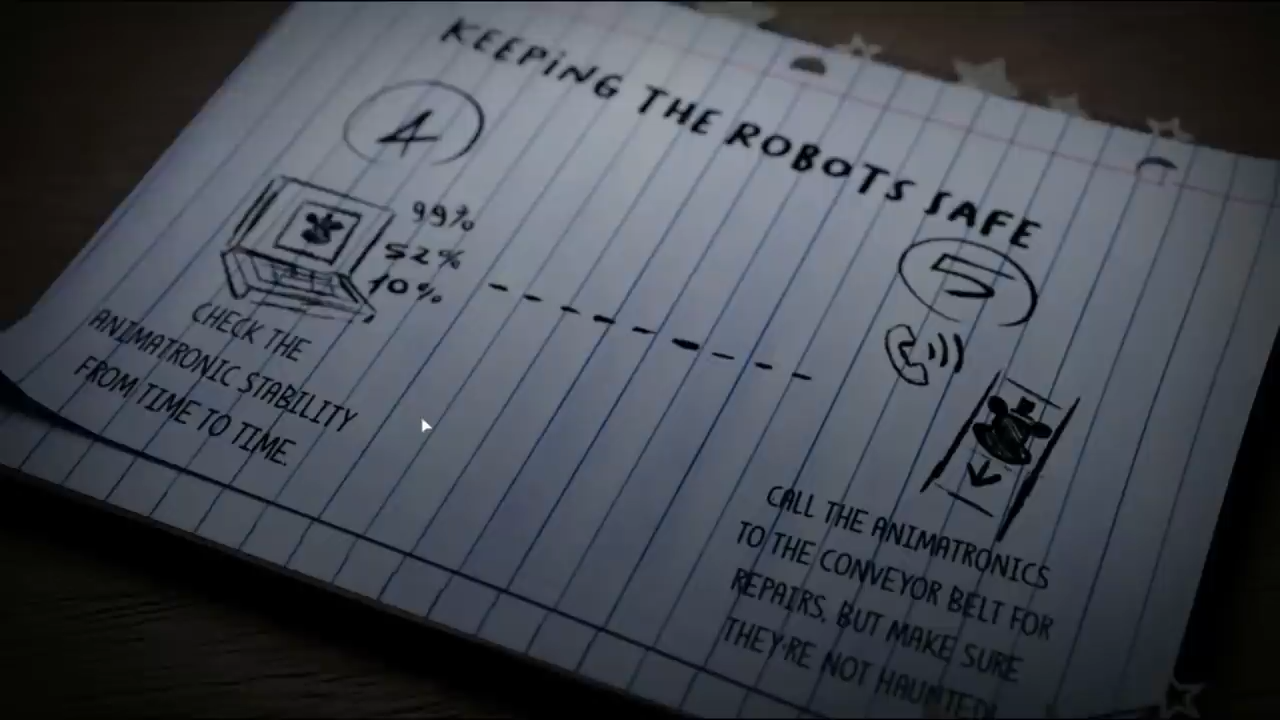 KEEPING THE ROBOTS SAFE
4
99%
52%
10%
CHECK THE
ANIMATRONIC STABILITY
FROM TIME TO TIME.
5
CALL THE ANIMATRONICS
TO THE CONVEYOR BELT FOR
REPAIRS, BUT MAKE SURE
THEY'RE NOT HAUNTED!